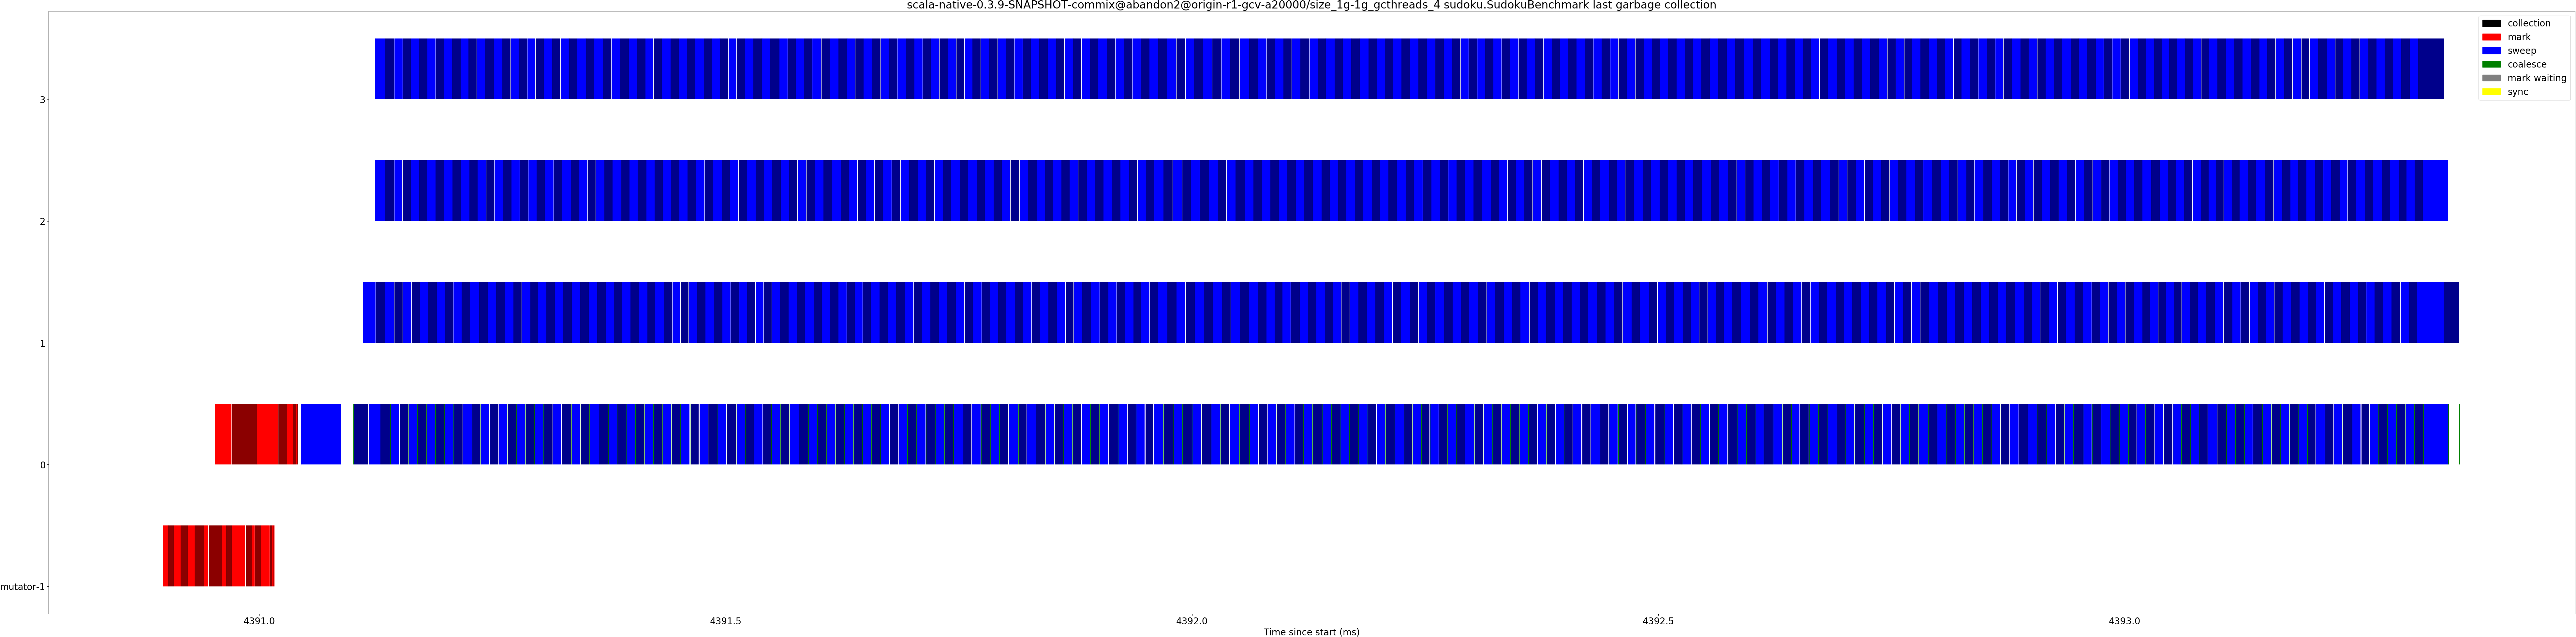 scala-native-0.3.9-SNAPSHOT-commix@abandon2@origin-r1-gcv-a20000/size_1g-1g_gcthreads_4 sudoku.SudokuBenchmark last garbage collection
collection
mark
sweep
coalesce
mark waiting
sync
3
2
1
0
mutator-1
4391.0 4391.5 4392.0 4392.5 4393.0
Time since start (ms)